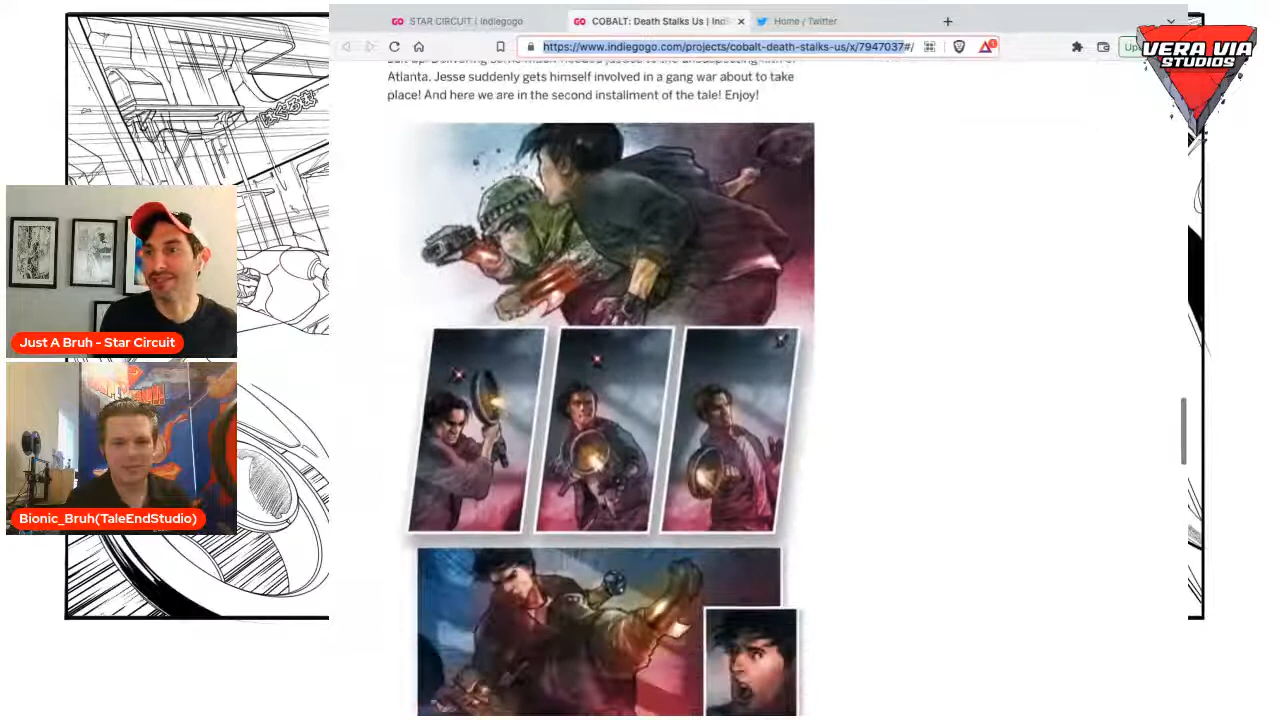 STAR CIRCUIT | Indiegogo
COBALT: Death Stalks Us | Ind
Home / Twitter
https://www.indiegogo.com/projects/cobalt-death-stalks-us/x/7947037#/
VERA VIA
STUDIOS
Atlanta. Jesse suddenly gets himself involved in a gang war about to take
place! And here we are in the second installment of the tale! Enjoy!
Just A Bruh - Star Circuit
Bionic_Bruh(TaleEndStudio)